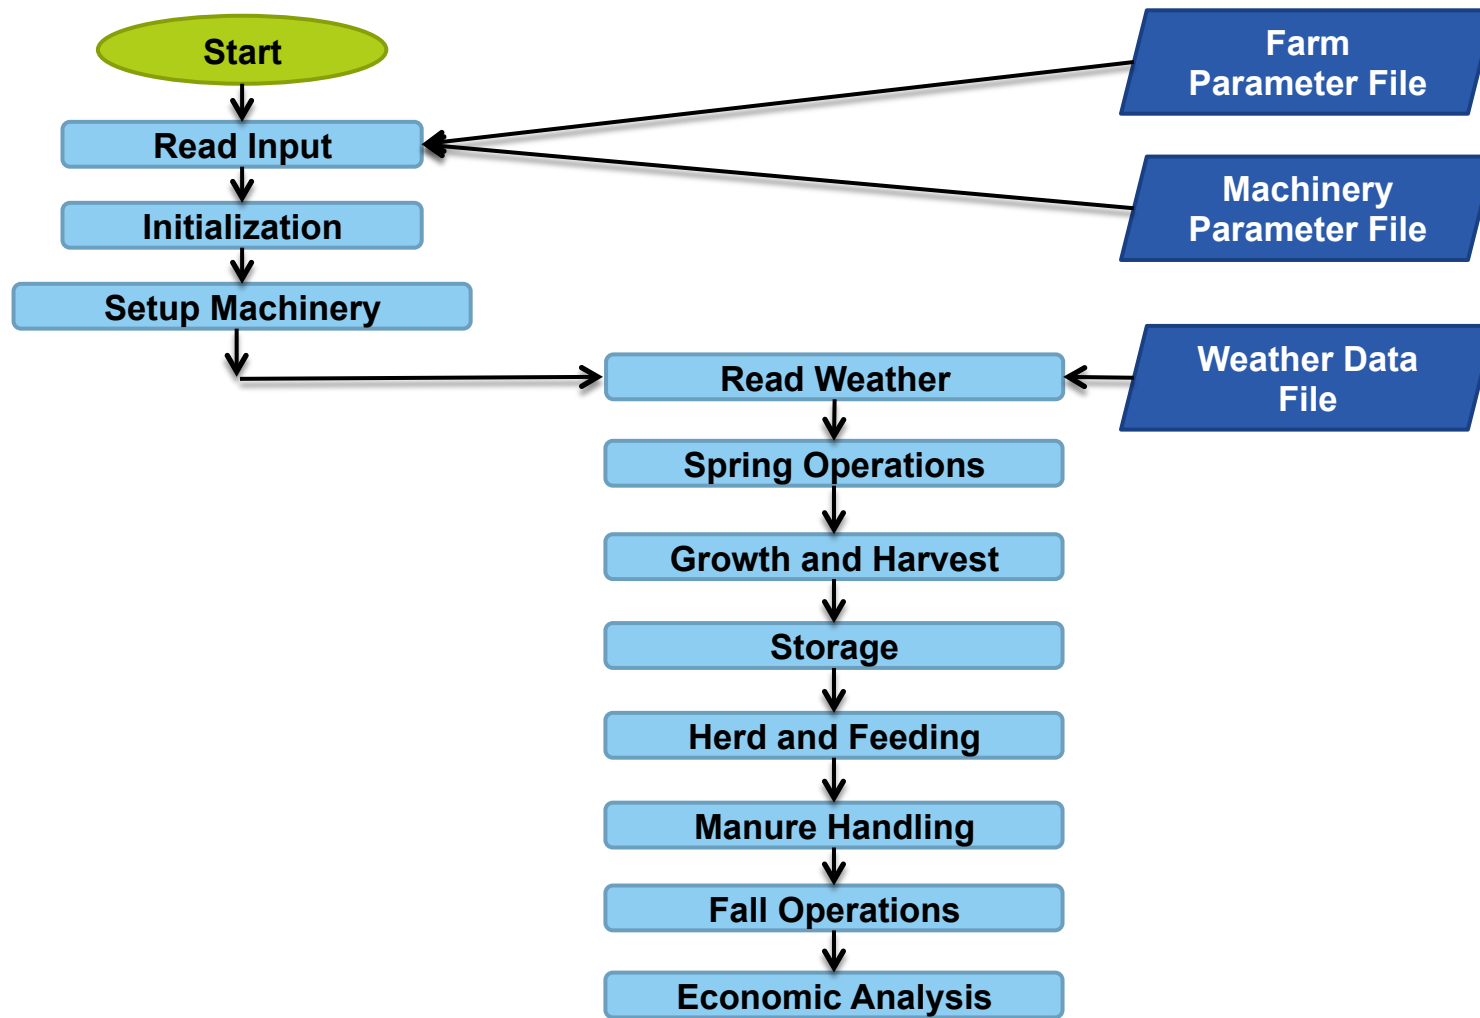 Start
Farm
Parameter File
Read Input
Machinery
Parameter File
Initialization
Setup Machinery
Read Weather
Weather Data
File
Spring Operations
Growth and Harvest
Storage
Herd and Feeding
Manure Handling
Fall Operations
Economic Analysis